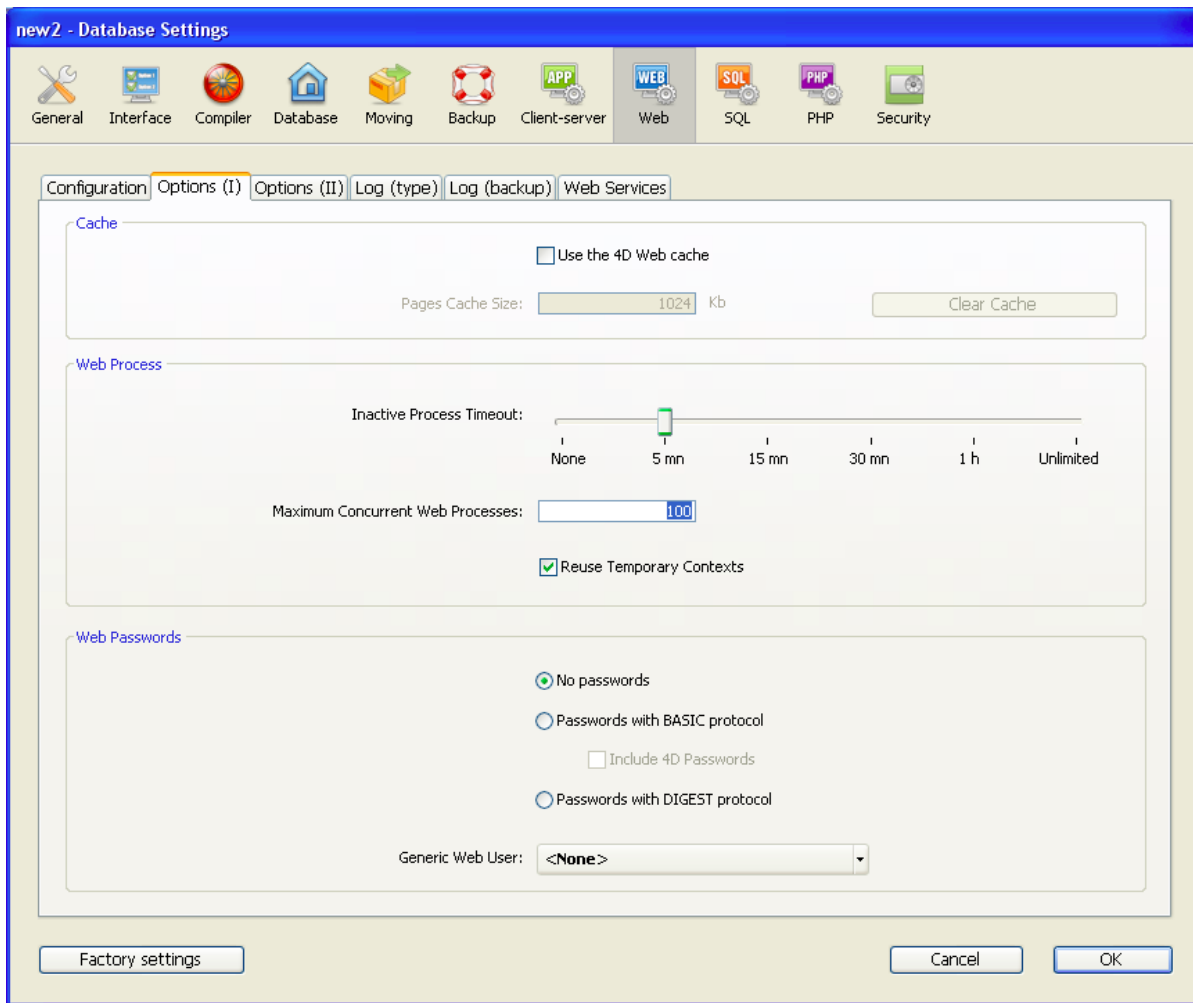 new2 - Database Settings
General Interface Compiler Database Moving Backup Client-server Web SQL PHP Security
APP WEB SQL PHP
Configuration Options (I) Options (II) Log (type) Log (backup) Web Services
Cache
Use the 4D Web cache
Pages Cache Size: 1024 Kb Clear Cache
Web Process
Inactive Process Timeout:
None 5 mn 15 mn 30 mn 1 h Unlimited
Maximum Concurrent Web Processes: 100
Reuse Temporary Contexts
Web Passwords
No passwords
Passwords with BASIC protocol
Include 4D Passwords
Passwords with DIGEST protocol
Generic Web User: <None>
Factory settings Cancel OK